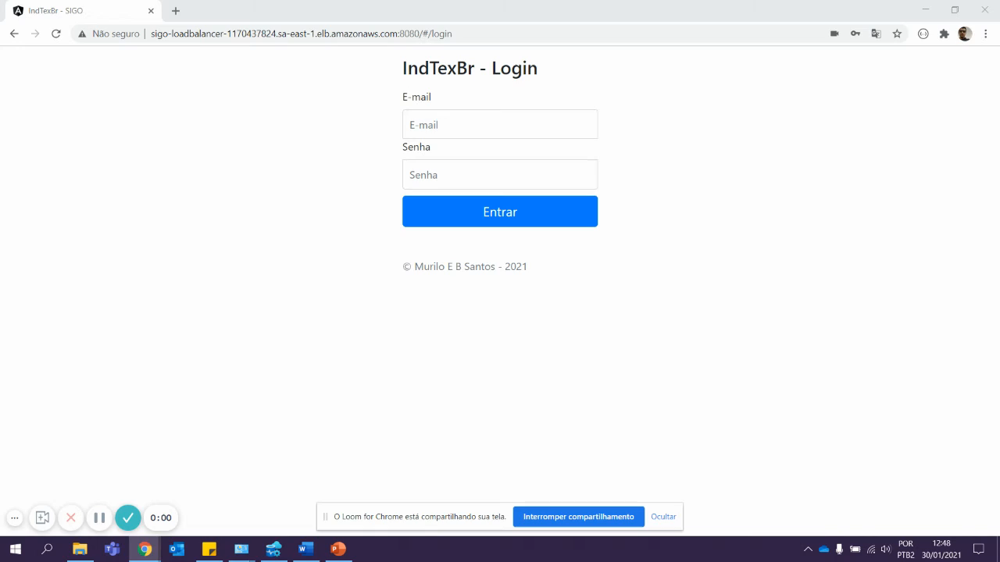 IndTexBr - SIGO
Não seguro | sigo-loadbalancer-1170437824.sa-east-1.elb.amazonaws.com:8080/#/login
IndTexBr - Login
E-mail
E-mail
Senha
Senha
Entrar
© Murilo E B Santos - 2021
0:00
O Loom for Chrome está compartilhando sua tela.
Interromper compartilhamento
Ocultar
POR
PTB2
12:48
30/01/2021